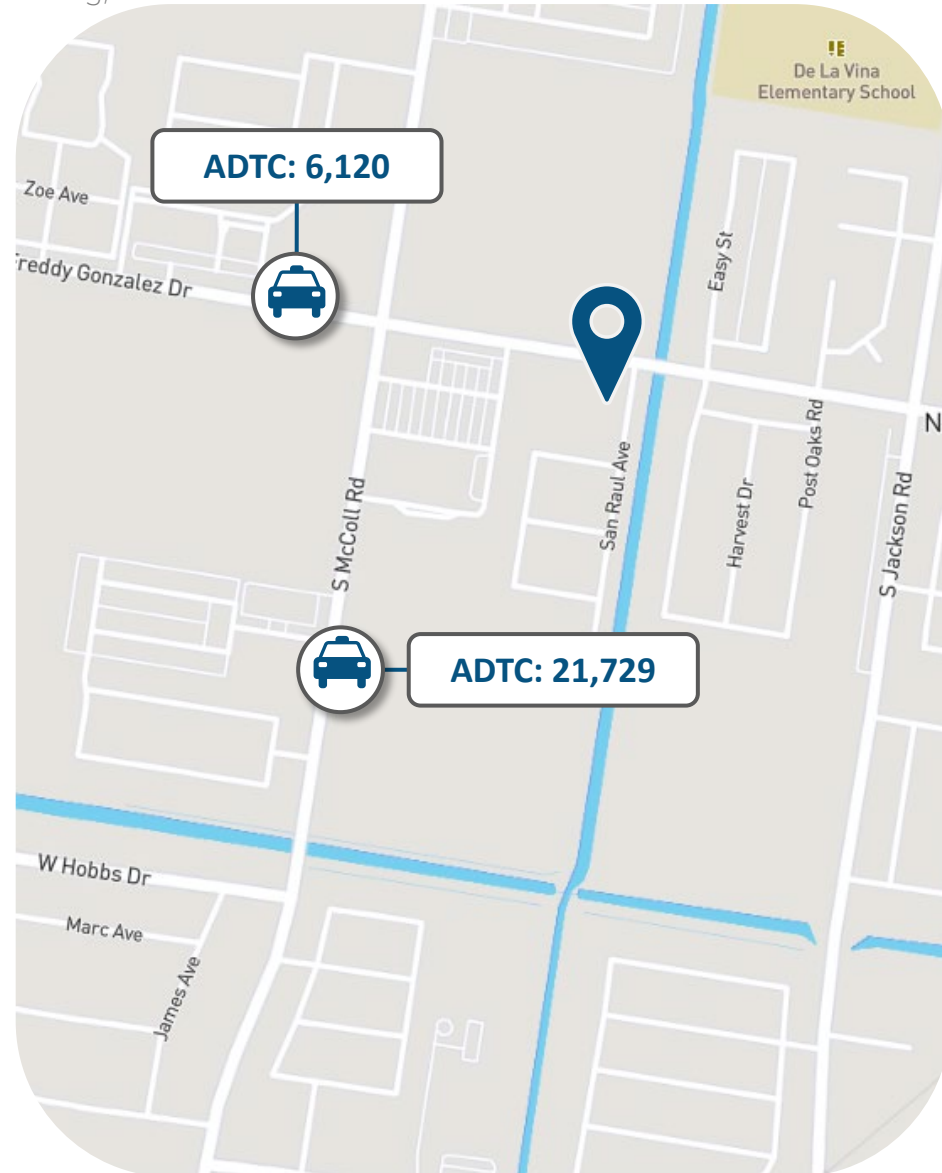 De La Vina
Elementary School
ADTC: 6,120
Zoe Ave
Freddy Gonzalez Dr
Easy St
Post Oaks Rd
San Raul Ave
Harvest Dr
S McColl Rd
S Jackson Rd
ADTC: 21,729
W Hobbs Dr
Marc Ave
James Ave
N